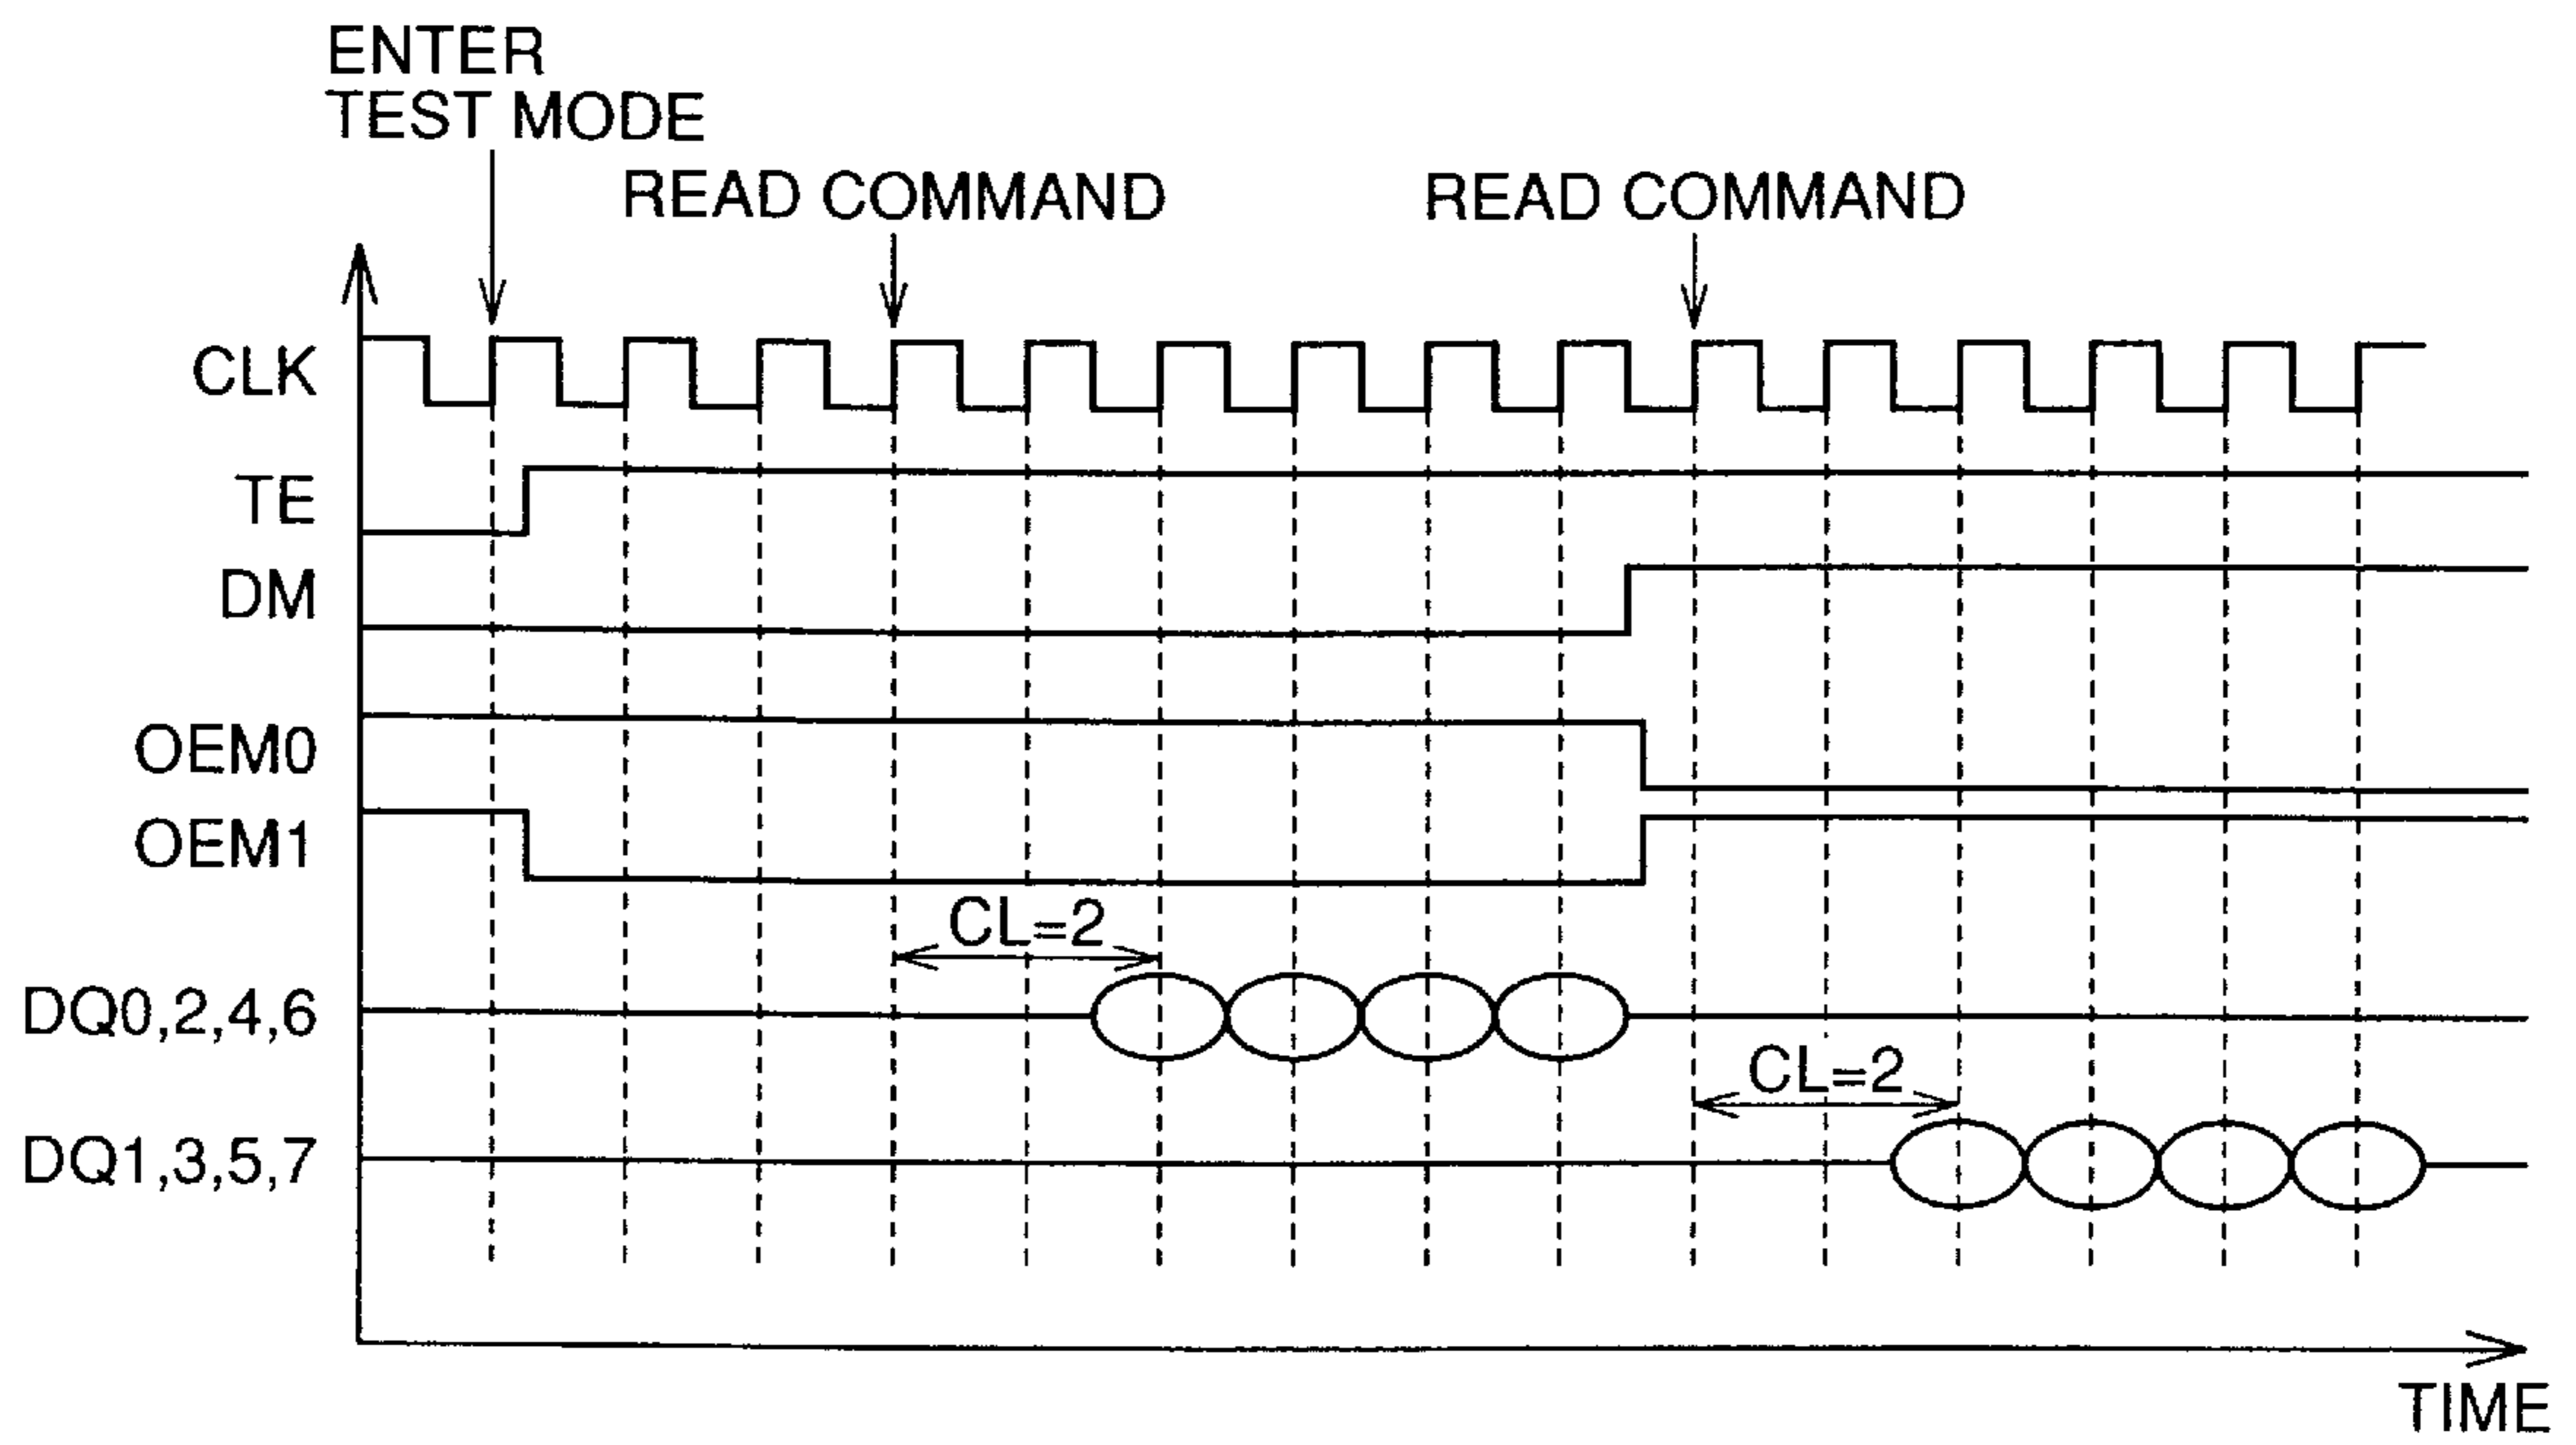 ENTER
TEST MODE
READ COMMAND
READ COMMAND
CLK
TE
DM
OEM0
OEM1
CL=2
DQ0,2,4,6
CL=2
DQ1,3,5,7
TIME